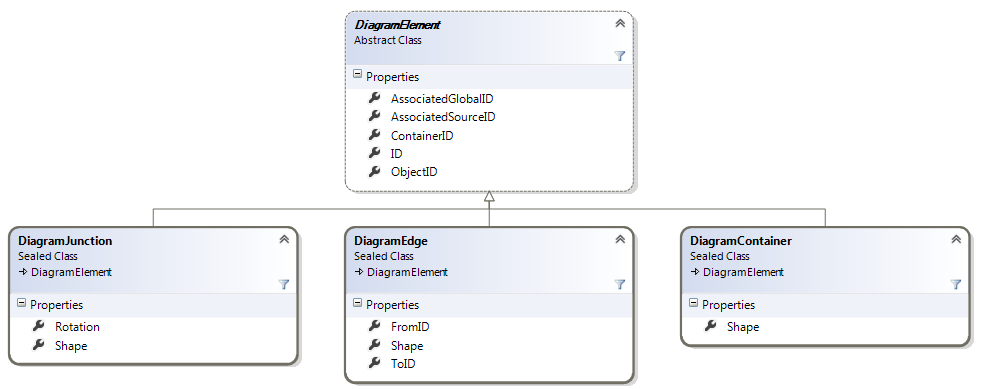 DiagramElement
Abstract Class
Properties
AssociatedGlobalID
AssociatedSourceID
ContainerID
ID
ObjectID
DiagramJunction
Sealed Class
DiagramElement
Properties
Rotation
Shape
DiagramEdge
Sealed Class
DiagramElement
Properties
FromID
Shape
ToID
DiagramContainer
Sealed Class
DiagramElement
Properties
Shape